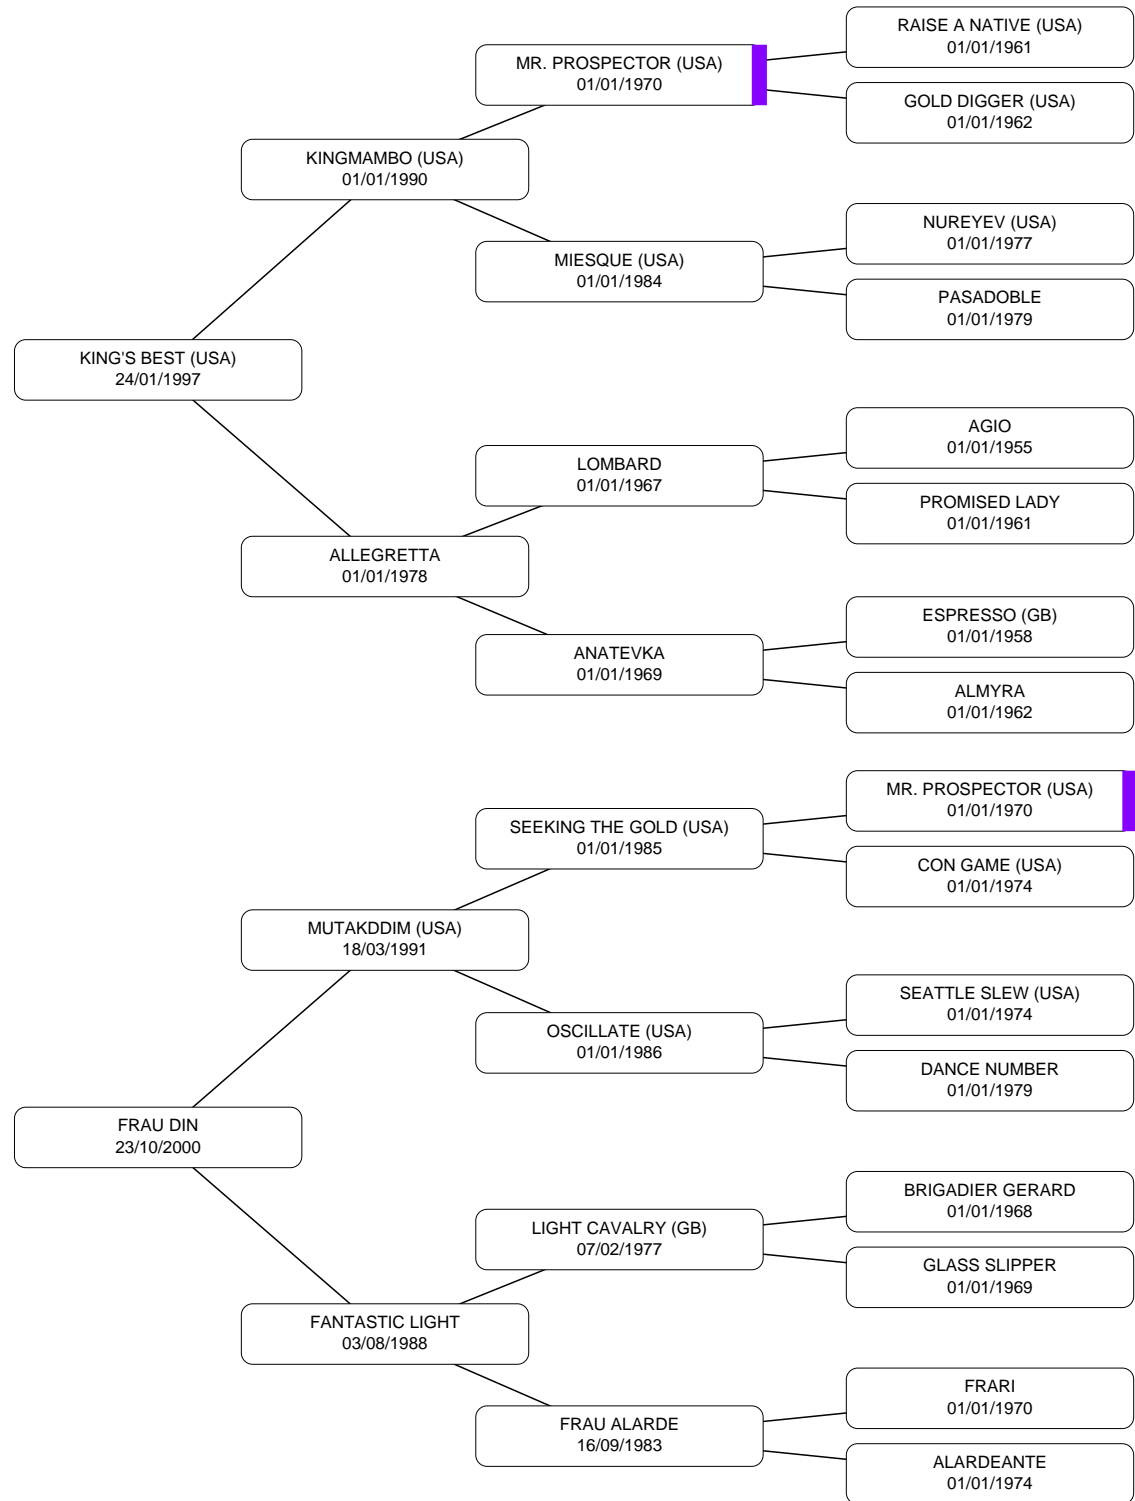 RAISE A NATIVE (USA)
01/01/1961
MR. PROSPECTOR (USA)
01/01/1970
GOLD DIGGER (USA)
01/01/1962
KINGMAMBO (USA)
01/01/1990
NUREYEV (USA)
01/01/1977
MIESQUE (USA)
01/01/1984
PASADOBLE
01/01/1979
KING'S BEST (USA)
24/01/1997
AGIO
01/01/1955
LOMBARD
01/01/1967
PROMISED LADY
01/01/1961
ALLEGRETTA
01/01/1978
ESPRESSO (GB)
01/01/1958
ANATEVKA
01/01/1969
ALMYRA
01/01/1962
MR. PROSPECTOR (USA)
01/01/1970
SEEKING THE GOLD (USA)
01/01/1985
CON GAME (USA)
01/01/1974
MUTAKDDIM (USA)
18/03/1991
SEATTLE SLEW (USA)
01/01/1974
OSCILLATE (USA)
01/01/1986
DANCE NUMBER
01/01/1979
FRAU DIN
23/10/2000
BRIGADIER GERARD
01/01/1968
LIGHT CAVALRY (GB)
07/02/1977
GLASS SLIPPER
01/01/1969
FANTASTIC LIGHT
03/08/1988
FRARI
01/01/1970
FRAU ALARDE
16/09/1983
ALARDEANTE
01/01/1974